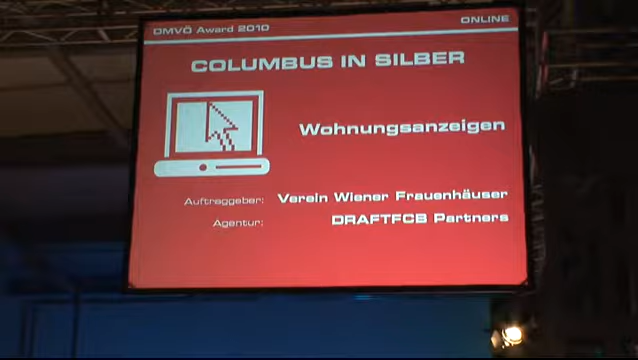 DMVÖ Award 2010 ONLINE
COLUMBUS IN SILBER
Wohnungsanzeigen
Auftraggeber: Verein Wiener Frauenhäuser
Agentur: DRAFTFCB Partners